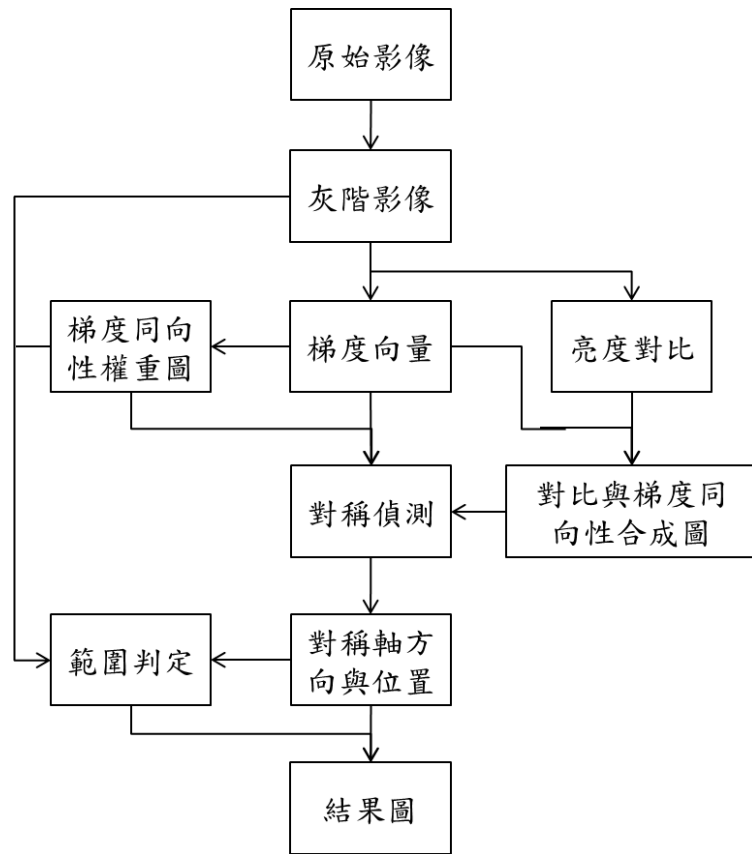 原始影像
灰階影像
梯度同向
性權重圖
梯度向量
亮度對比
對稱偵測
對比與梯度同
向性合成圖
範圍判定
對稱軸方
向與位置
結果圖